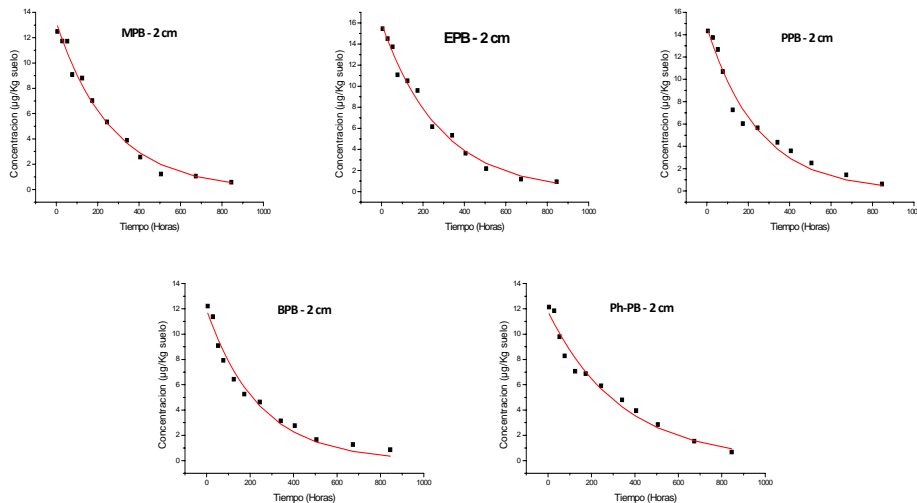 MPB - 2 cm
Concentracion (µg/Kg suelo)
14
12
10
8
6
4
2
0
0 200 400 600 800 1000
Tiempo (Horas)
EPB - 2 cm
Concentracion (µg/Kg suelo)
16
14
12
10
8
6
4
2
0
0 200 400 600 800 1000
Tiempo (Horas)
PPB - 2 cm
Concentracion (µg/Kg suelo)
16
14
12
10
8
6
4
2
0
0 200 400 600 800 100
Tiempo (Horas)
BPB - 2 cm
Concentracion (µg/Kg suelo)
14
12
10
8
6
4
2
0
0 200 400 600 800 1000
Tiempo (Horas)
Ph-PB - 2 cm
Concentracion (µg/Kg suelo)
14
12
10
8
6
4
2
0
0 200 400 600 800 1000
Tiempo (Horas)